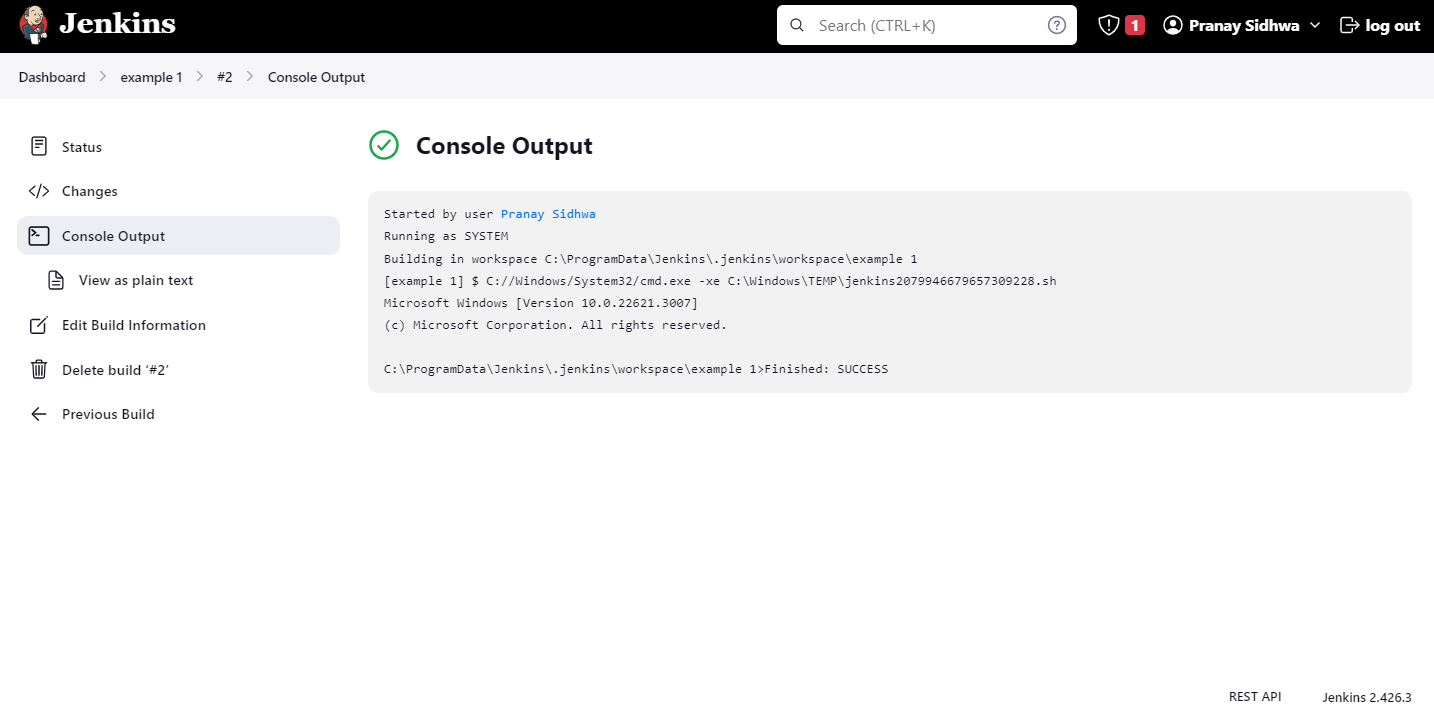 Jenkins
Search (CTRL+K)
1
Pranay Sidhwa
log out
Dashboard > example 1 > #2 > Console Output
Status
Changes
Console Output
View as plain text
Edit Build Information
Delete build ‘#2’
Previous Build
Console Output
Started by user Pranay Sidhwa
Running as SYSTEM
Building in workspace C:\ProgramData\Jenkins\.jenkins\workspace\example 1
[example 1] $ C://Windows/System32/cmd.exe -xe C:\Windows\TEMP\jenkins2079946679657309228.sh
Microsoft Windows [Version 10.0.22621.3007]
(c) Microsoft Corporation. All rights reserved.
C:\ProgramData\Jenkins\.jenkins\workspace\example 1>Finished: SUCCESS
REST API
Jenkins 2.426.3